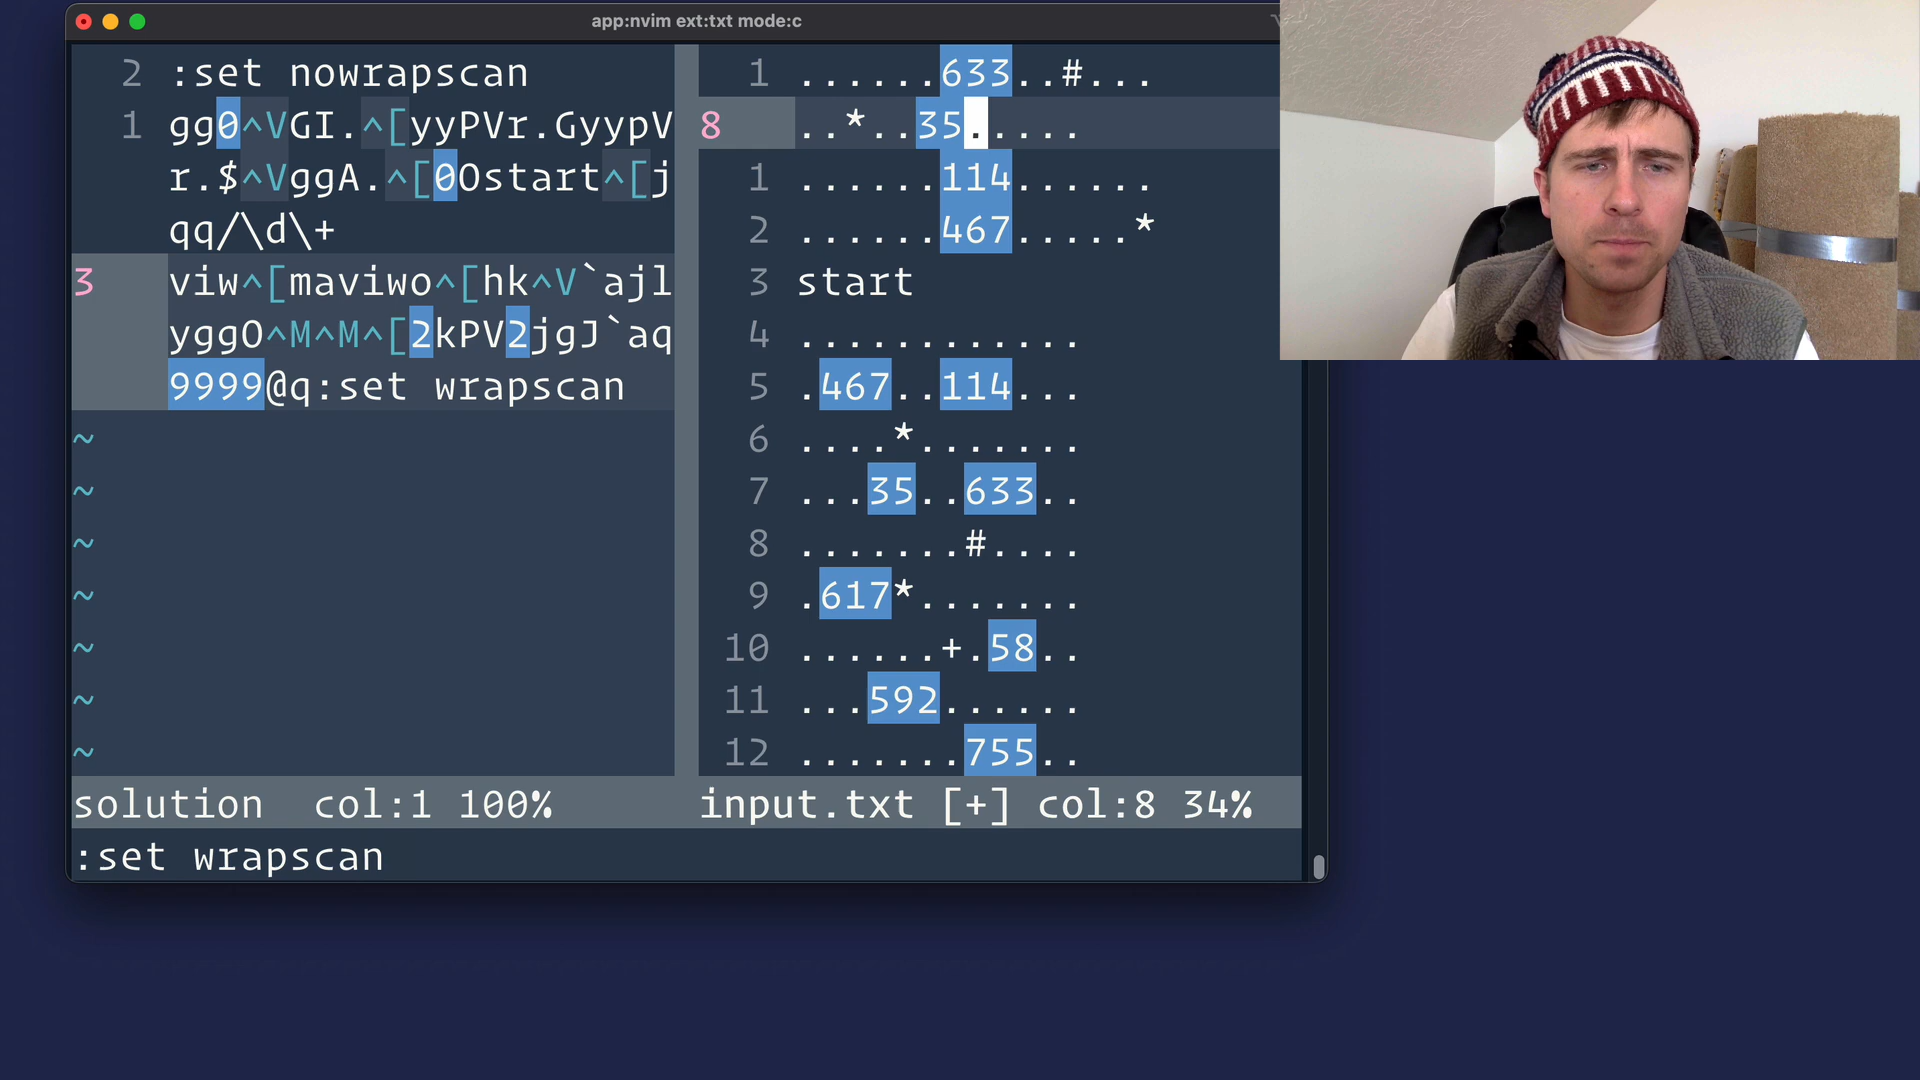 app:nvim ext:txt mode:c
2 :set nowrapscan
1 gg0^VGI.^[yyPVr.GyypV
r.$^VggA.^[0Ostart^[j
qq/\d\+
3 viw^[maviwo^[hk^V`ajl
yggO^M^M^[2kPV2jgJ`aq
9999@q:set wrapscan
~
~
~
~
~
~
~
solution col:1 100%
1 ......633..#...
8 ..*..35.....
1 ......114......
2 ......467.....*
3 start
4 ............
5 .467..114...
6 ....*.......
7 ...35..633..
8 .......#....
9 .617*.......
10 ......+.58..
11 ...592......
12 .......755..
input.txt [+] col:8 34%
:set wrapscan